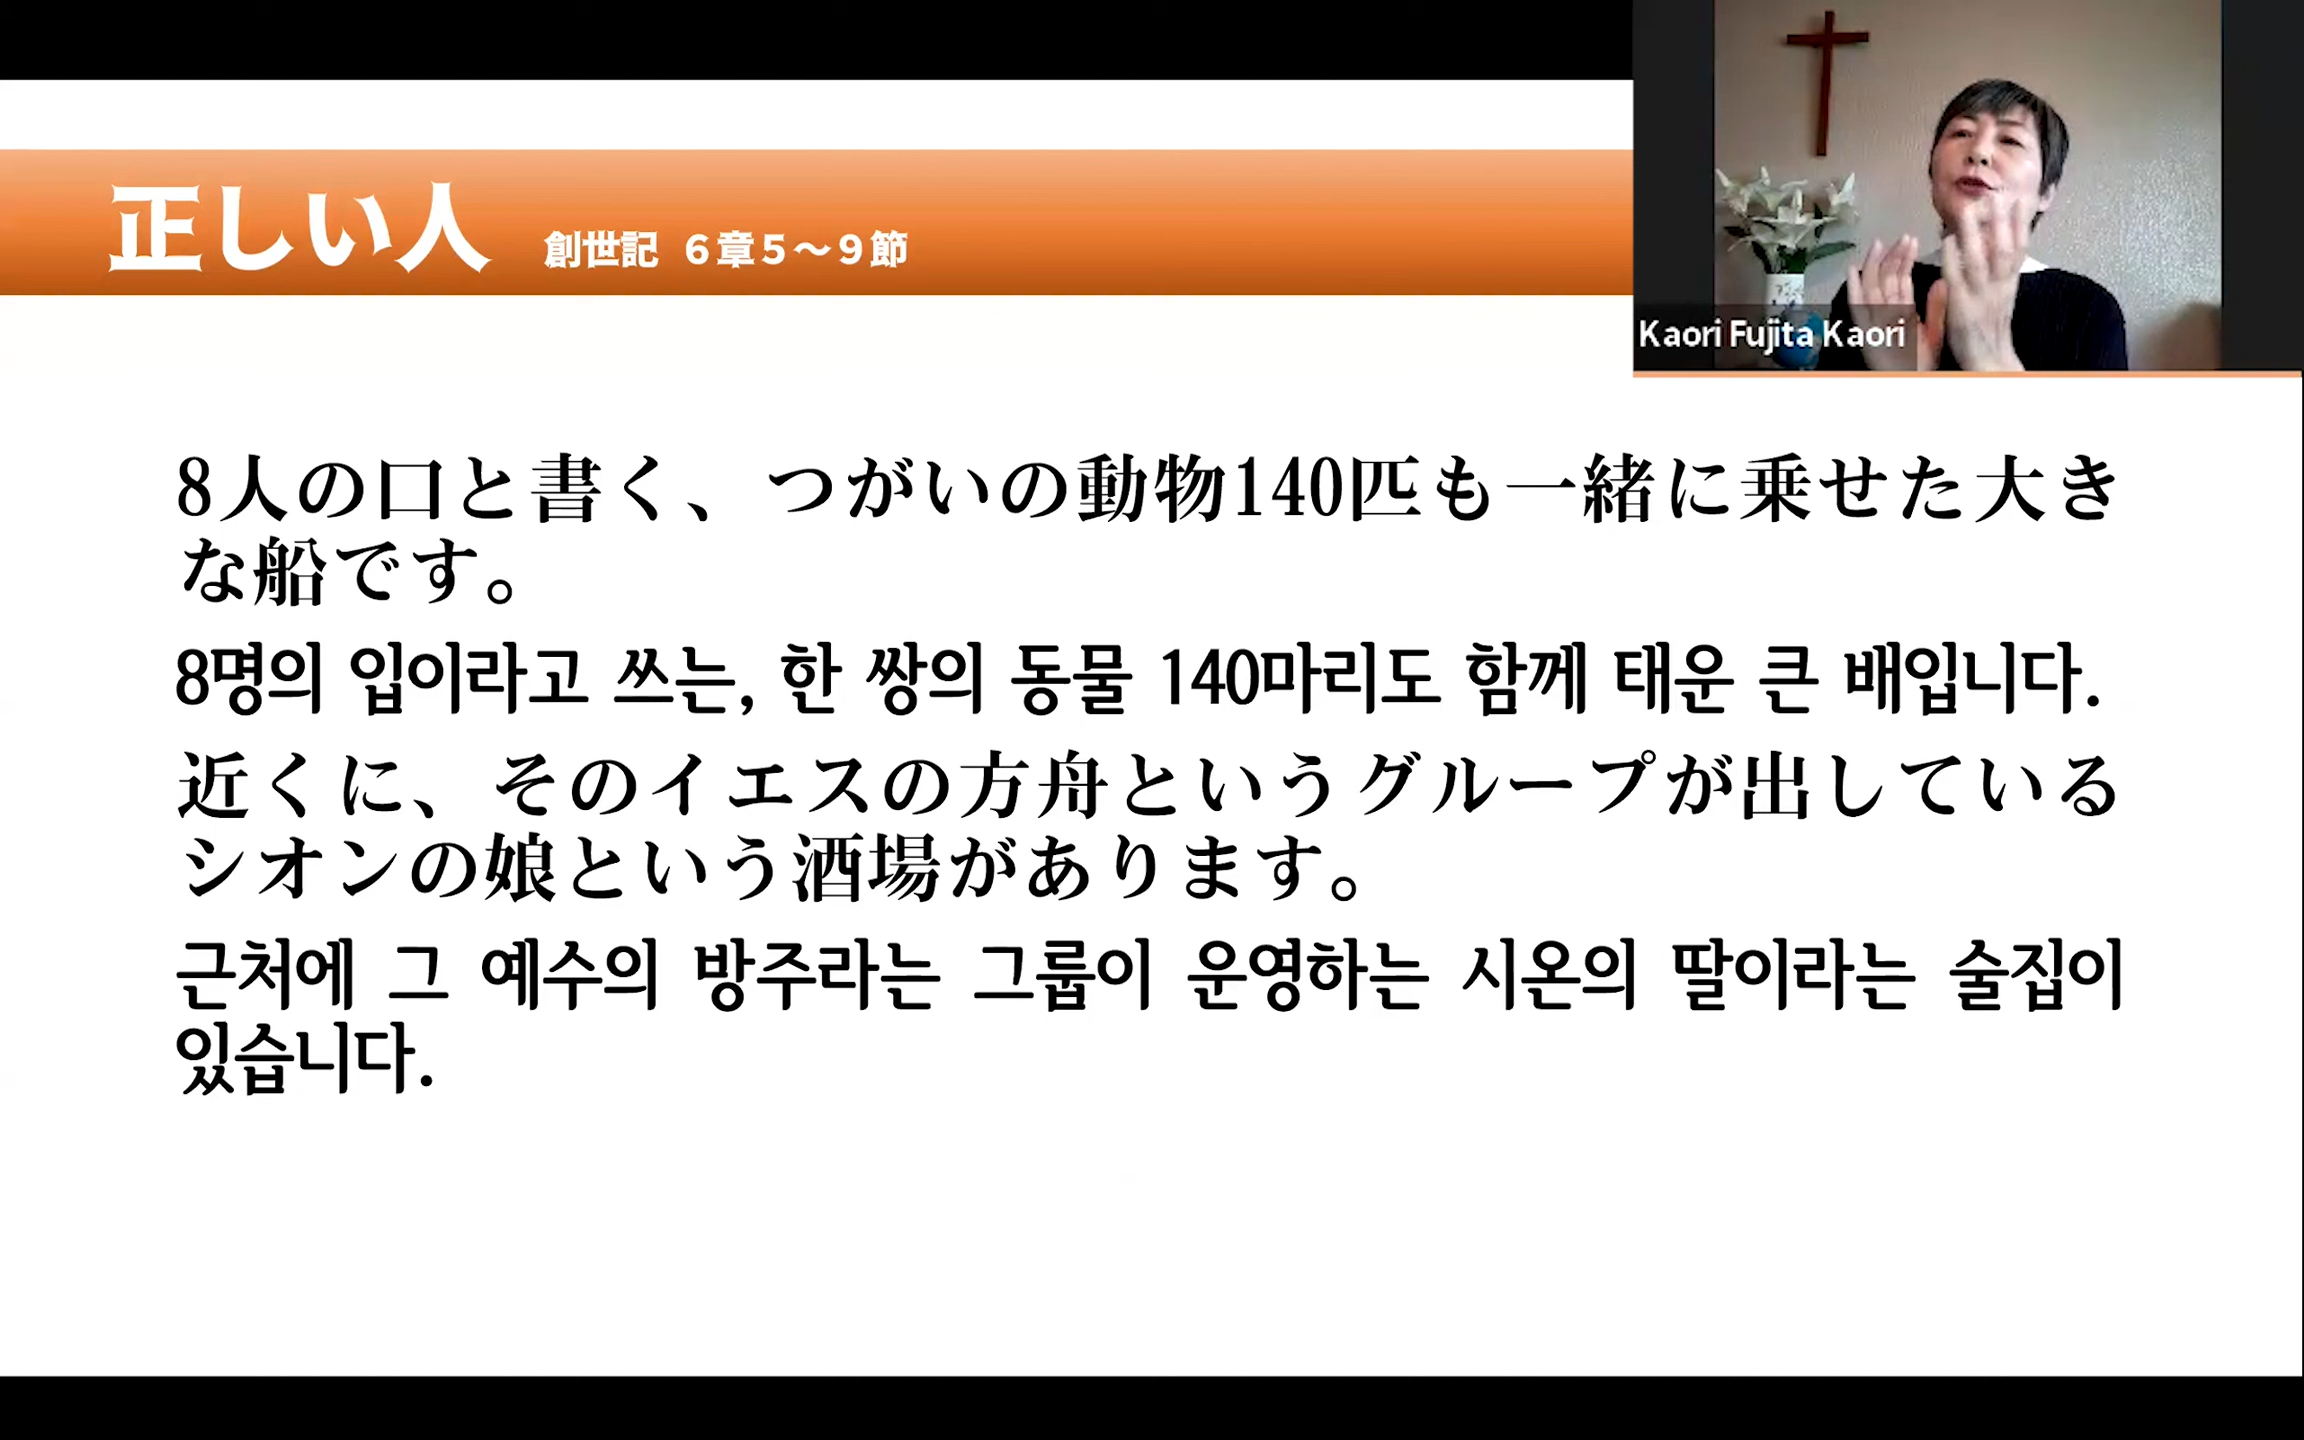 正しい人 創世記 6章5〜9節
Kaori Fujita Kaori
8人の口と書く、つがいの動物140匹も一緒に乗せた大き
な船です。
8명의 입이라고 쓰는, 한 쌍의 동물 140마리도 함께 태운 큰 배입니다.
近くに、そのイエスの方舟というグループが出している
シオンの娘という酒場があります。
근처에 그 예수의 방주라는 그룹이 운영하는 시온의 딸이라는 술집이
있습니다.